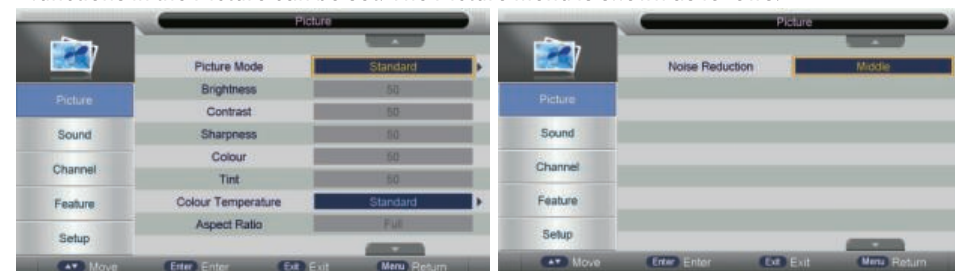 Picture
Picture Mode Standard
Brightness 50
Contrast 50
Sharpness 50
Colour 50
Tint 50
Colour Temperature Standard
Aspect Ratio Full
Picture
Sound
Channel
Feature
Setup
Move Enter Enter Exit Exit Menu Return
Picture
Noise Reduction Middle
Picture
Sound
Channel
Feature
Setup
Move Enter Enter Exit Exit Menu Return